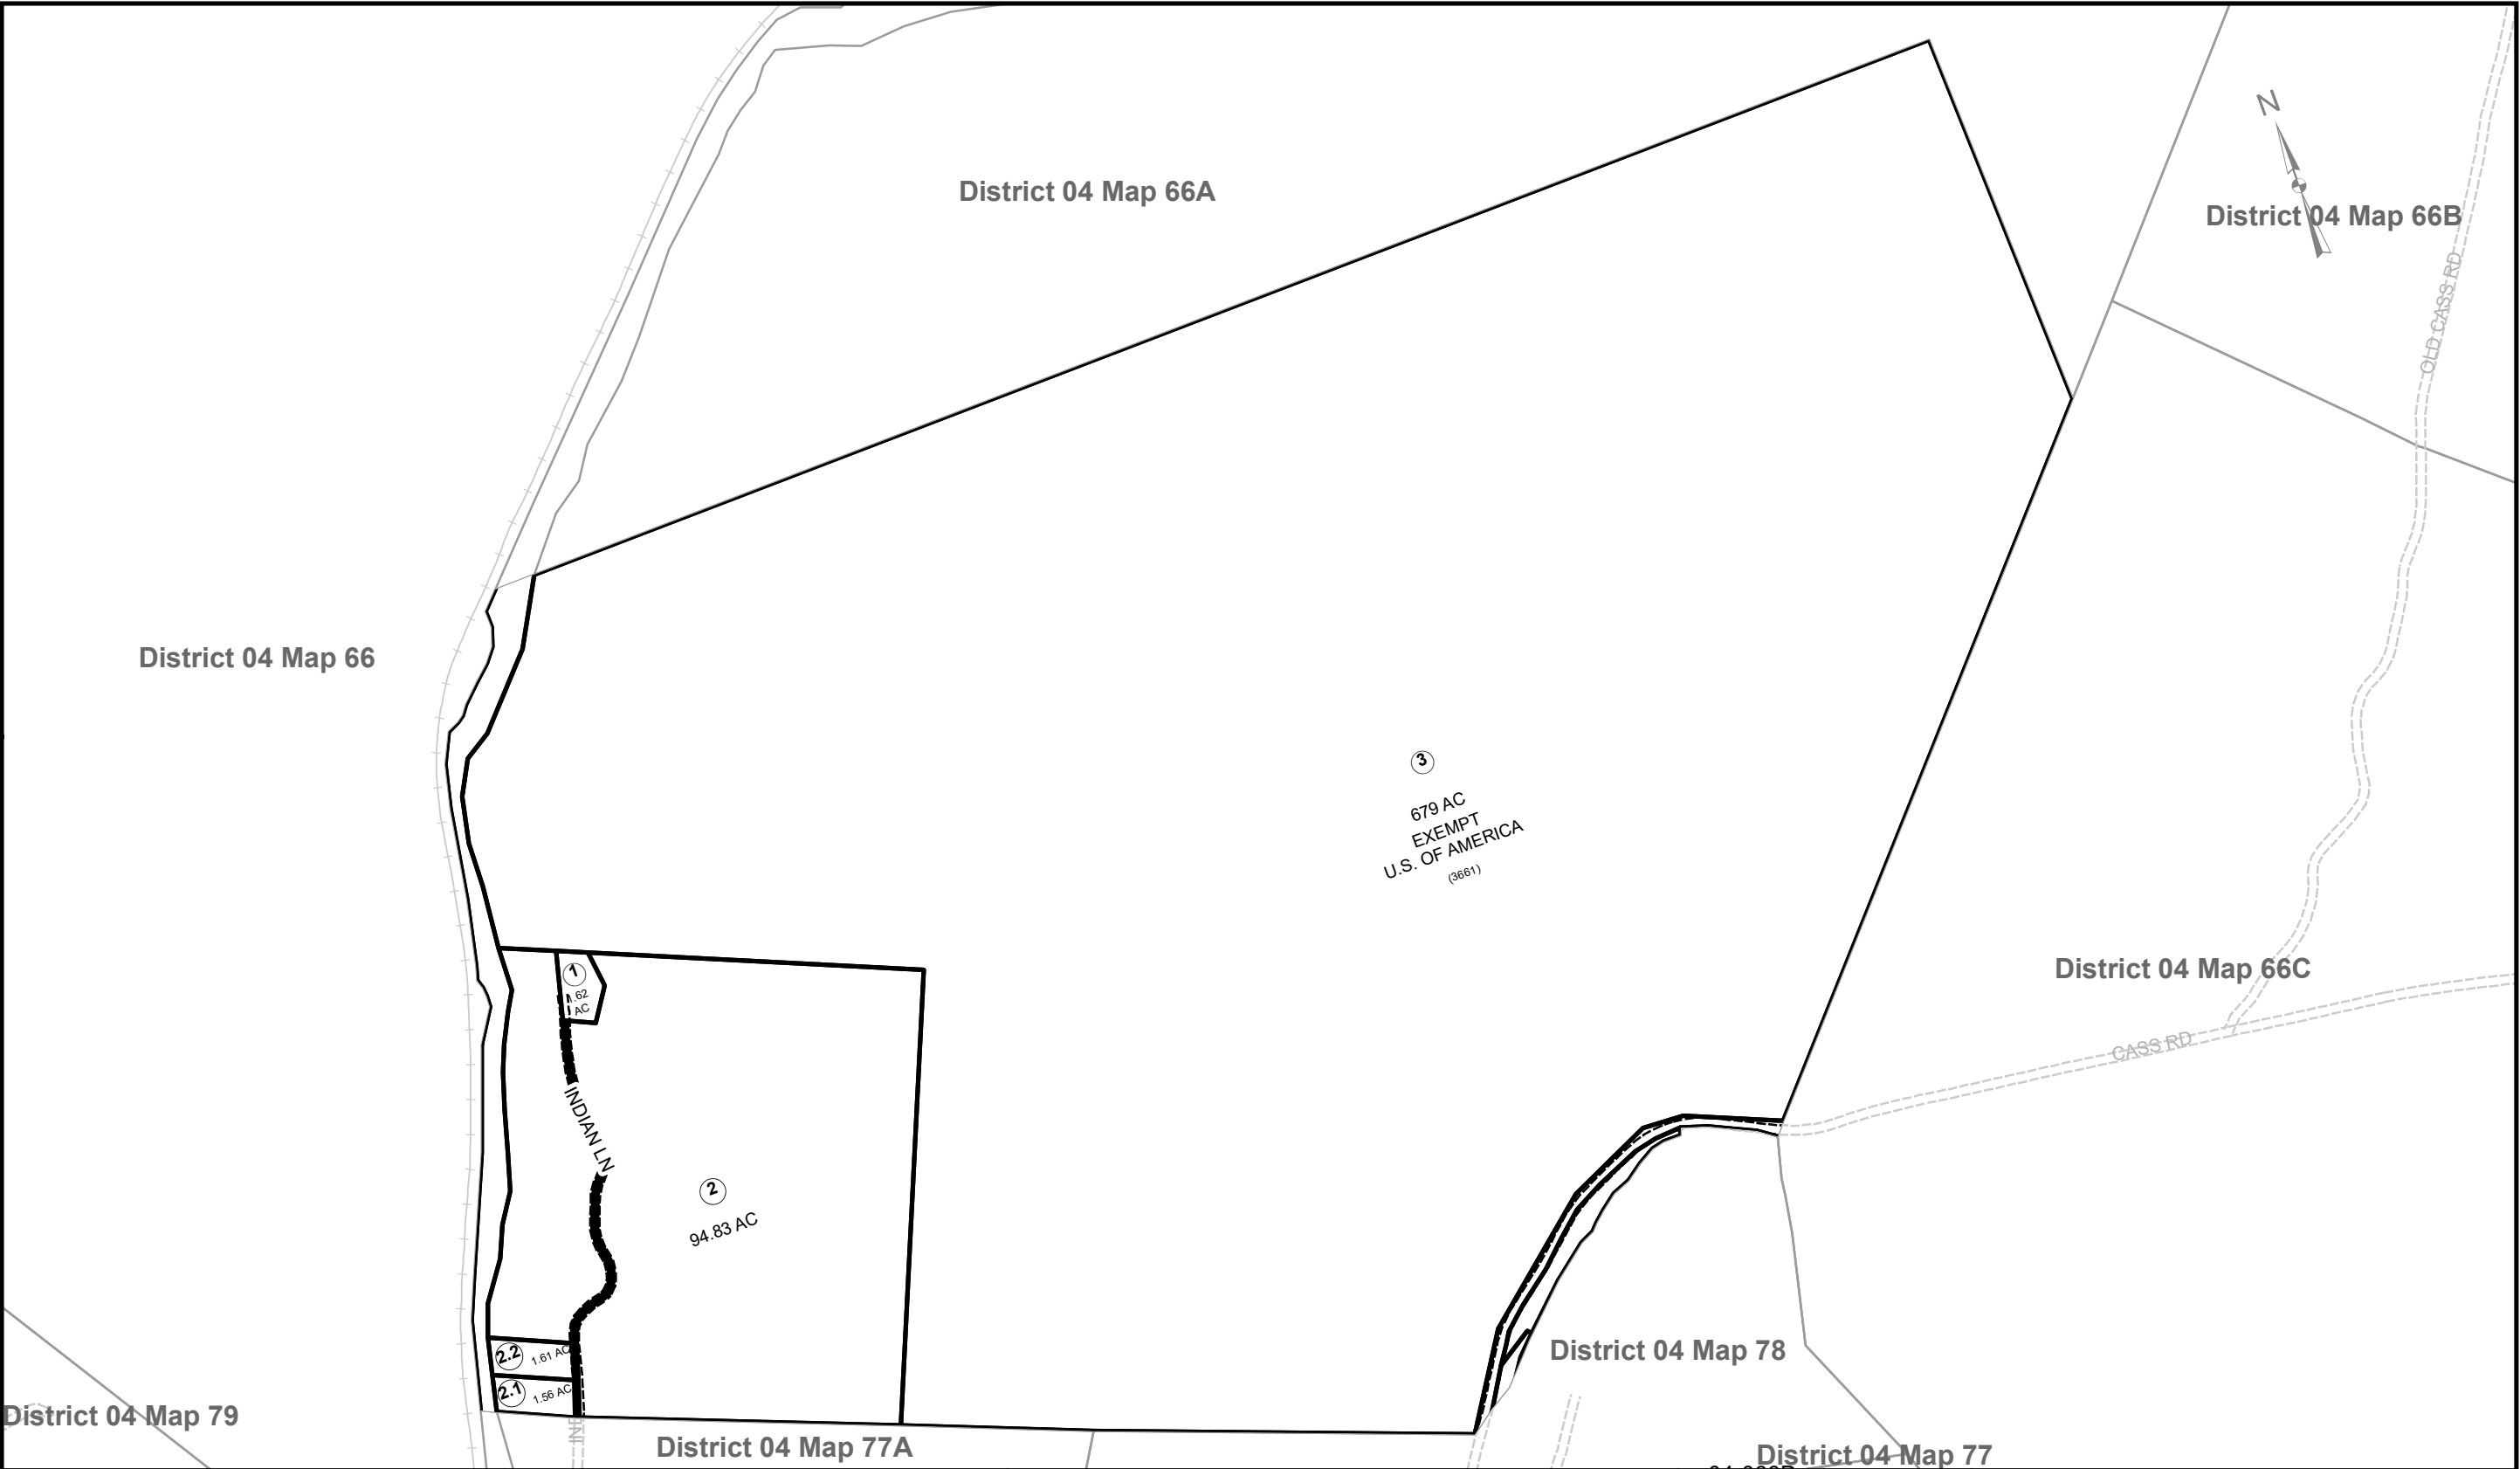 N
District 04 Map 66A
District 04 Map 66B
OLD CASS RD
District 04 Map 66
3
679 AC
EXEMPT
U.S. OF AMERICA
(3661)
1
1.62
AC
District 04 Map 66C
CASS RD
INDIAN LN
2
94.83 AC
2.2
1.61 AC
2.1
1.56 AC
District 04 Map 78
District 04 Map 79
District 04 Map 77A
District 04 Map 77